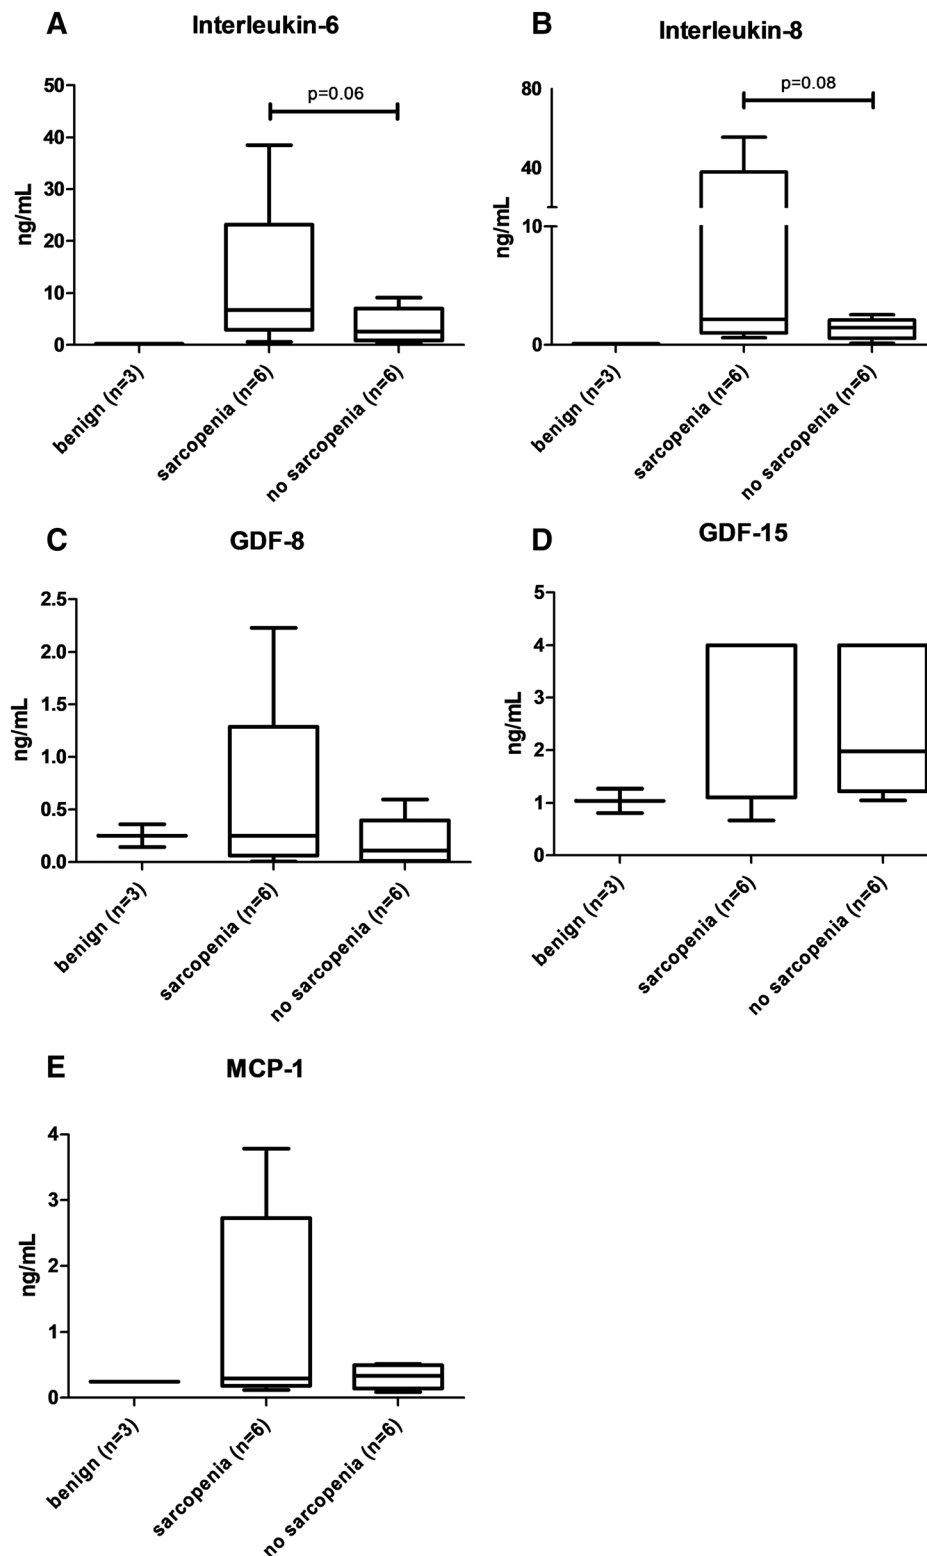 A
Interleukin-6
50
40
30
20
10
0
ng/mL
p=0.06
benign (n=3)
sarcopenia (n=6)
no sarcopenia (n=6)
B
Interleukin-8
80
40
10
0
ng/mL
p=0.08
benign (n=3)
sarcopenia (n=6)
no sarcopenia (n=6)
C
GDF-8
2.5
2.0
1.5
1.0
0.5
0.0
ng/mL
benign (n=3)
sarcopenia (n=6)
no sarcopenia (n=6)
D
GDF-15
5
4
3
2
1
0
ng/mL
benign (n=3)
sarcopenia (n=6)
no sarcopenia (n=6)
E
MCP-1
4
3
2
1
0
ng/mL
benign (n=3)
sarcopenia (n=6)
no sarcopenia (n=6)